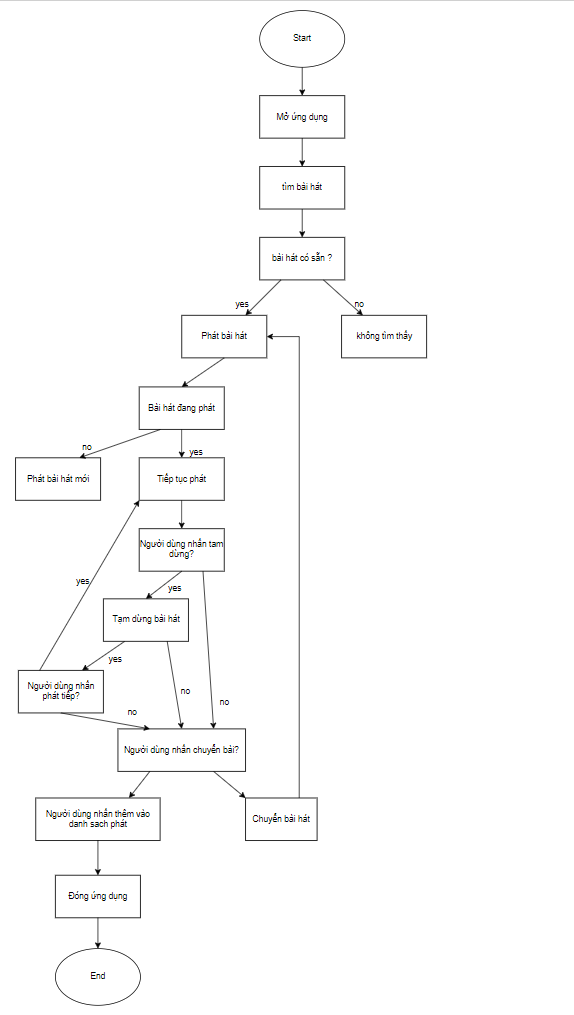 Start
Mở ứng dụng
tìm bài hát
bài hát có sẵn ?
yes
no
Phát bài hát
không tìm thấy
Bài hát đang phát
no
yes
Phát bài hát mới
Tiếp tục phát
Người dùng nhấn tam
dừng?
yes
yes
Tạm dừng bài hát
yes
Người dùng nhấn
phát tiếp?
no
no
no
Người dùng nhấn chuyển bài?
Người dùng nhấn thêm vào
danh sach phát
Chuyển bài hát
Đóng ứng dụng
End